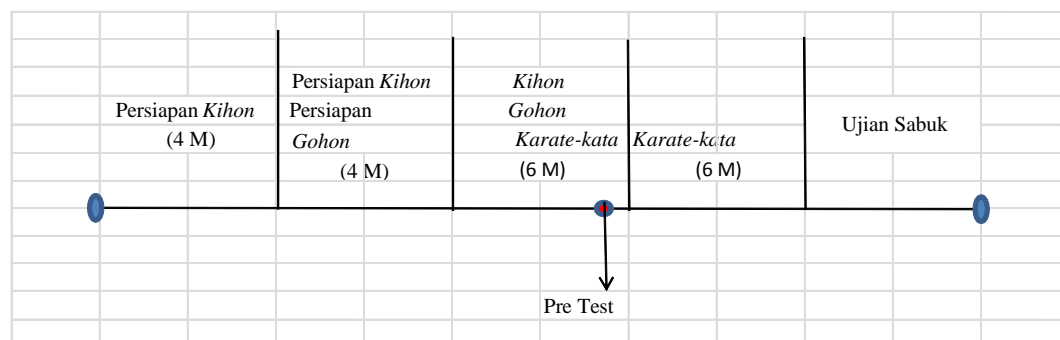 Persiapan Kihon
(4 M)
Persiapan Kihon
Persiapan
Gohon
(4 M)
Kihon
Gohon
Karate-kata
(6 M)
Karate-kata
(6 M)
Ujian Sabuk
Pre Test